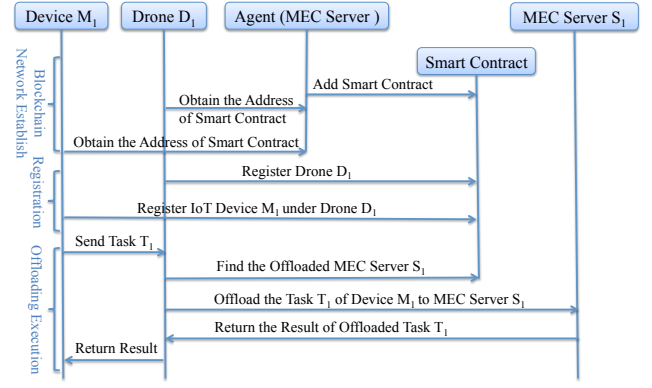 Device M1
Drone D1
Agent (MEC Server )
MEC Server S1
Smart Contract
Blockchain
Network Establish
Add Smart Contract
Obtain the Address
of Smart Contract
Obtain the Address of Smart Contract
Registration
Register Drone D1
Register IoT Device M1 under Drone D1
Offloading Execution
Send Task T1
Find the Offloaded MEC Server S1
Offload the Task T1 of Device M1 to MEC Server S1
Return the Result of Offloaded Task T1
Return Result